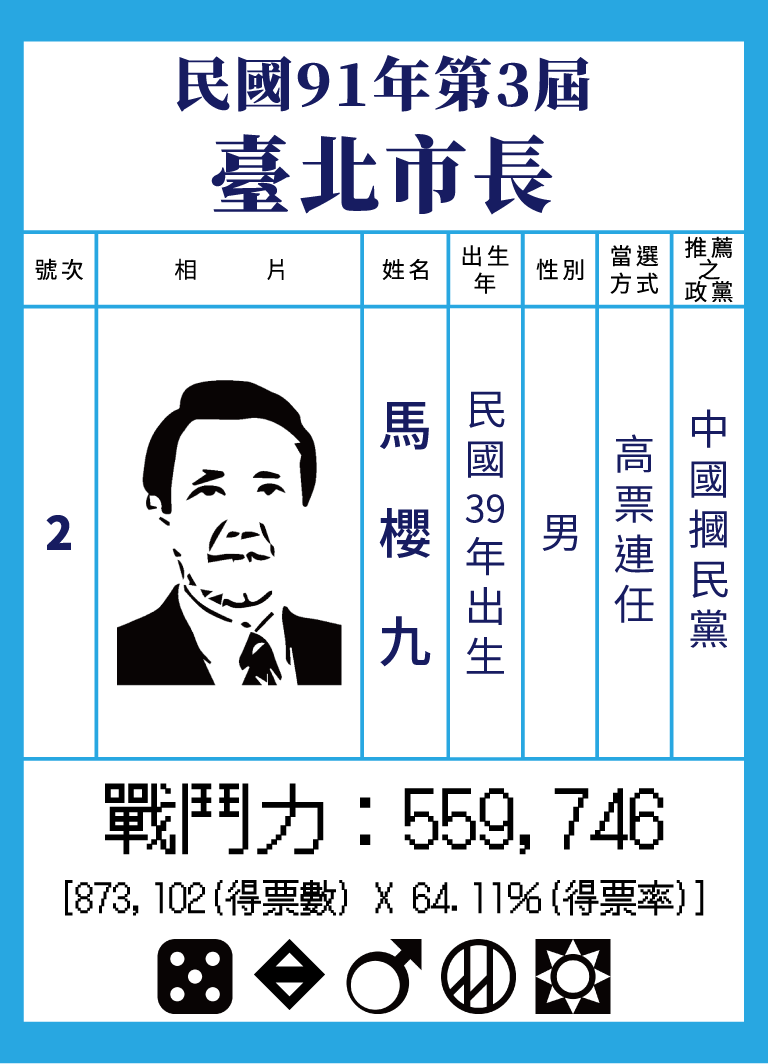 民國91年第3屆
臺北市長
號次
相片
姓名
出生
年
性別
當選
方式
推薦
之
政黨
2
馬櫻九
民國39年出生
男
高票連任
中國摑民黨
戰鬥力：559,746
[873,102(得票數) X 64.11%(得票率)]